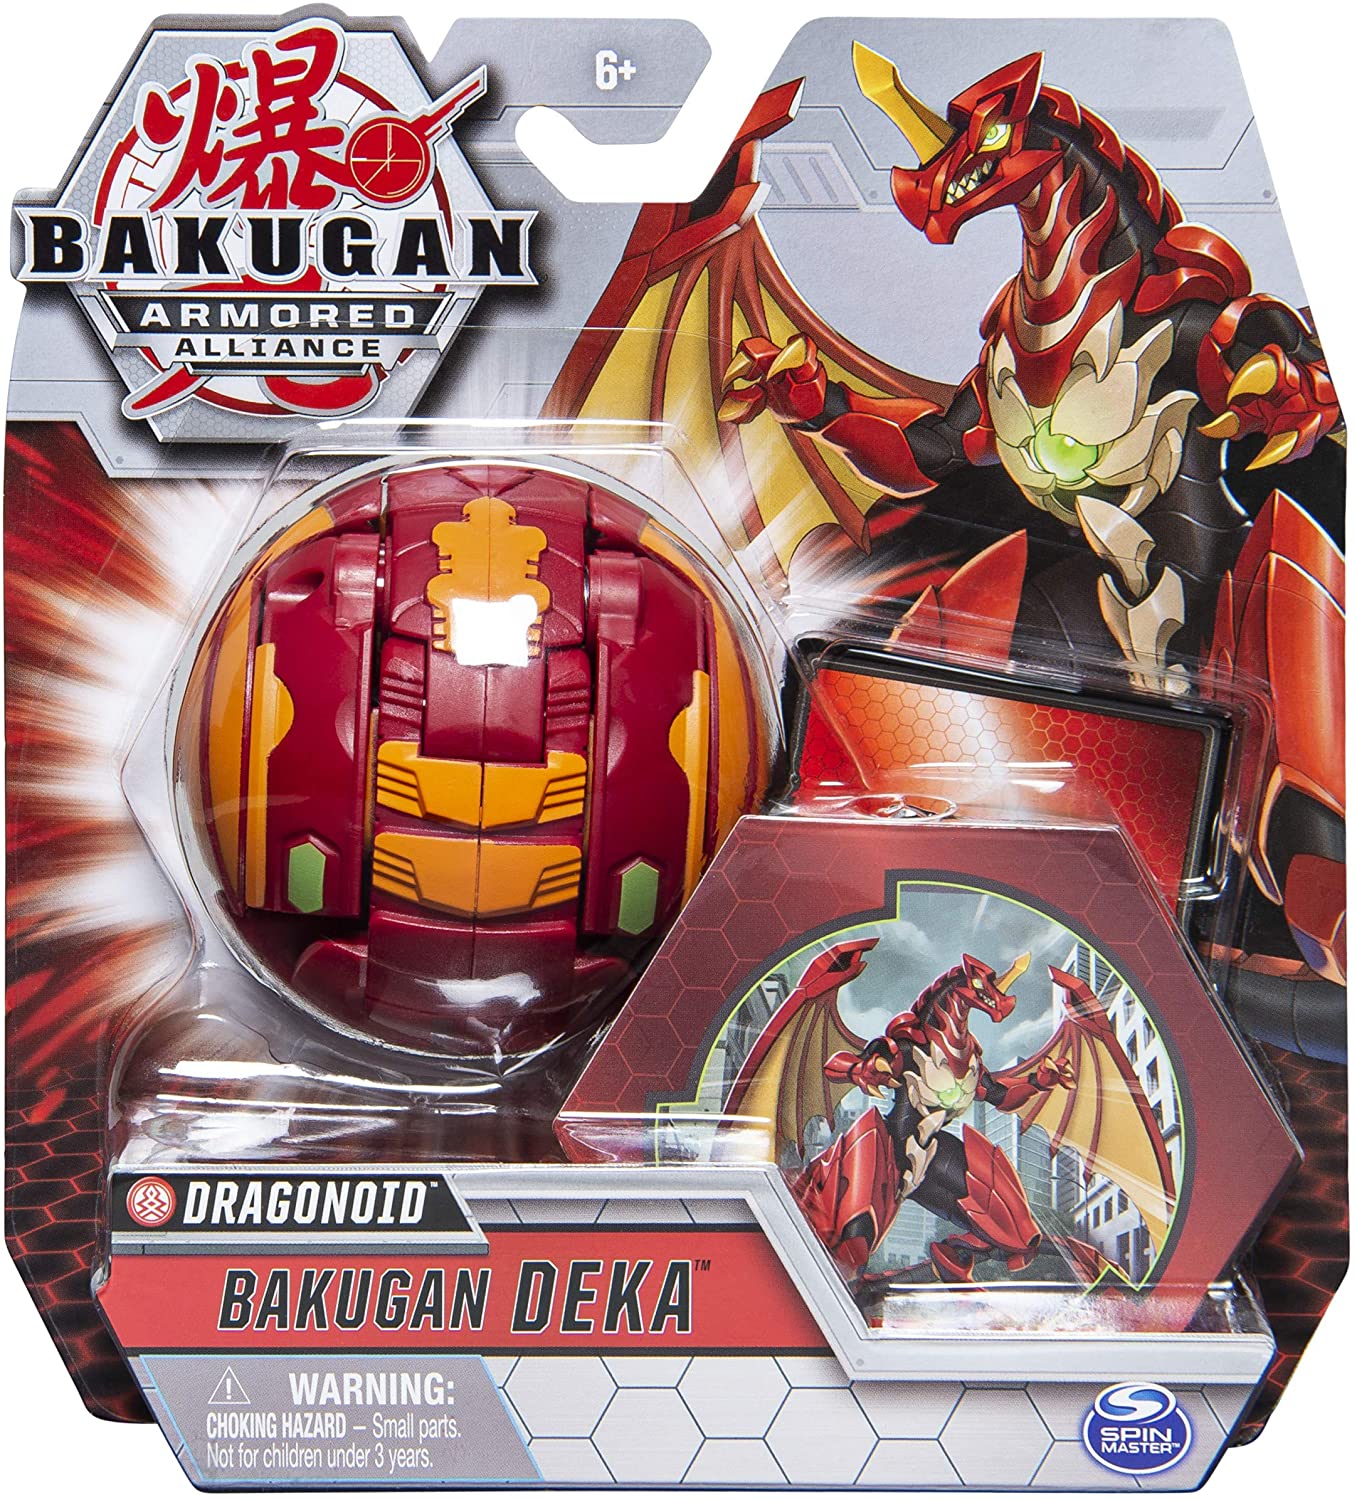 6+
爆
BAKUGAN
ARMORED
ALLIANCE
DRAGONOID™
BAKUGAN DEKA™
WARNING:
CHOKING HAZARD – Small parts.
Not for children under 3 years.
SPIN
MASTER™